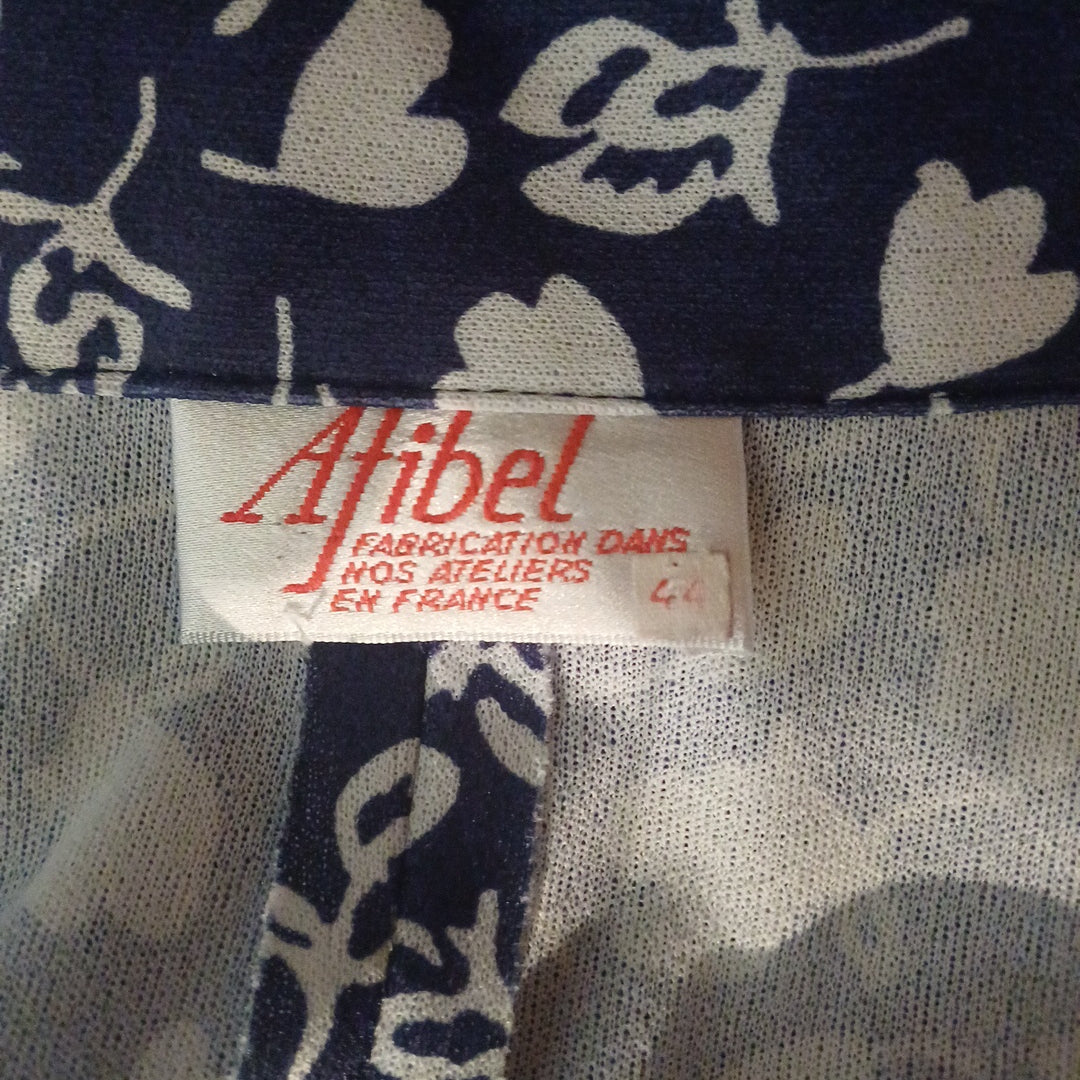 Afibel
FABRICATION DANS
NOS ATELIERS
EN FRANCE
44